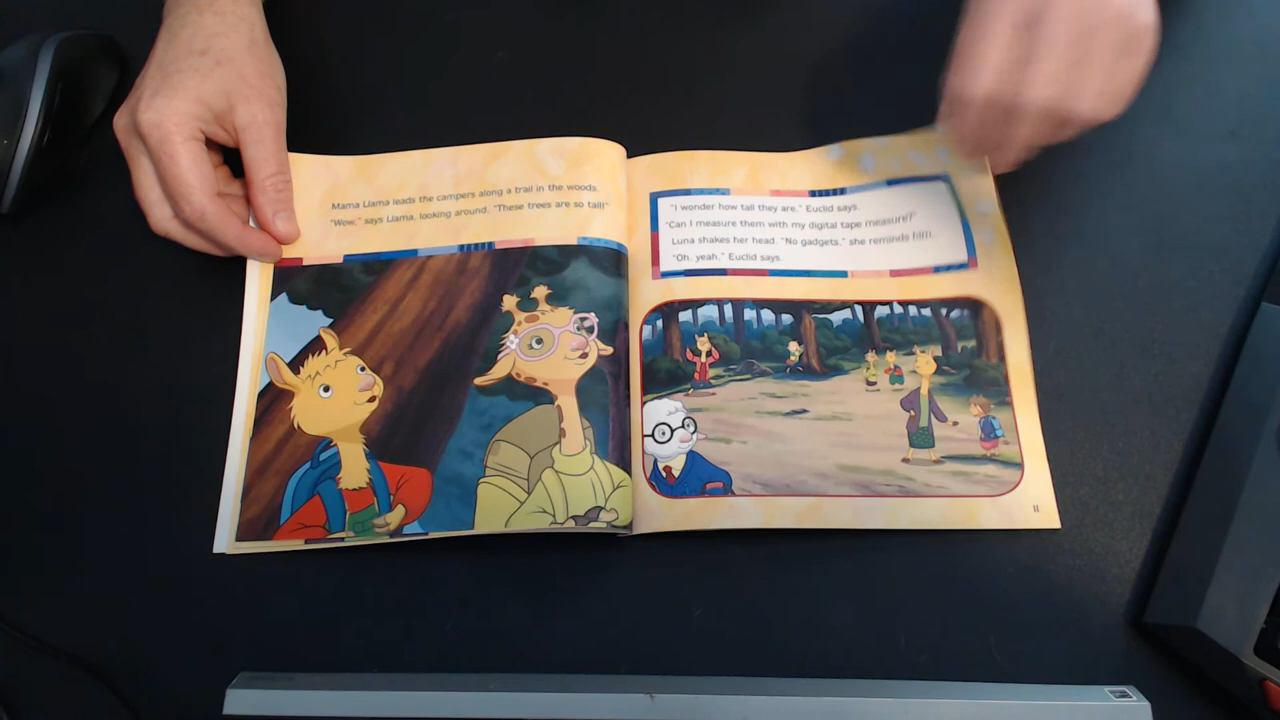 Mama Llama leads the campers along a trail in the woods.
"Wow," says Llama, looking around. "These trees are so tall!"
"I wonder how tall they are," Euclid says.
"Can I measure them with my digital tape measure?"
Luna shakes her head. "No gadgets," she reminds him.
"Oh, yeah," Euclid says.
11